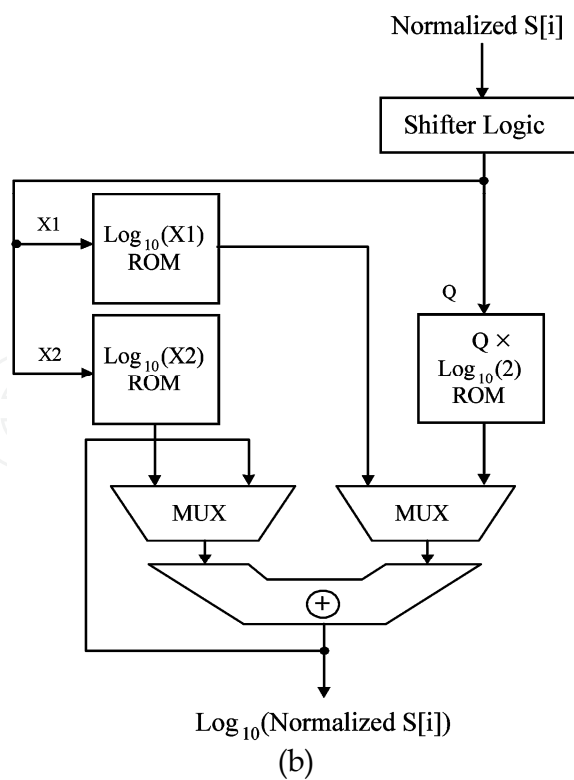 Normalized S[i]
Shifter Logic
X1
Log10(X1)
ROM
Q
X2
Log10(X2)
ROM
Q ×
Log10(2)
ROM
MUX
MUX
+
Log10(Normalized S[i])
(b)